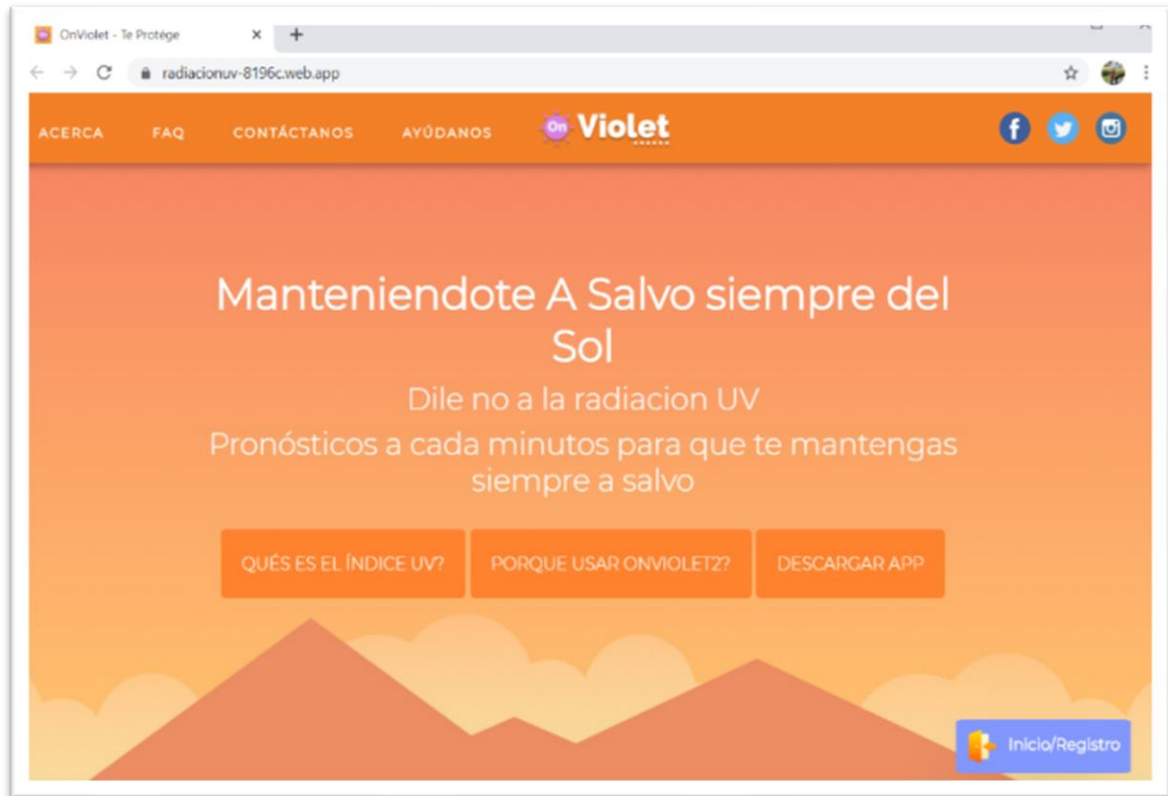 OnViolet - Te Protége
radiacionuv-8196c.web.app
ACERCA FAQ CONTÁCTANOS AYÚDANOS On Violet
Manteniendote A Salvo siempre del
Sol
Dile no a la radiacion UV
Pronósticos a cada minutos para que te mantengas
siempre a salvo
QUÉS ES EL ÍNDICE UV? PORQUE USAR ONVIOLET2? DESCARGAR APP
Inicio/Registro